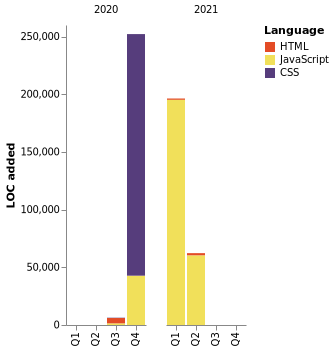 2020 2021
Language
HTML
JavaScript
CSS
LOC added
250,000
200,000
150,000
100,000
50,000
0
Q1 Q2 Q3 Q4 Q1 Q2 Q3 Q4